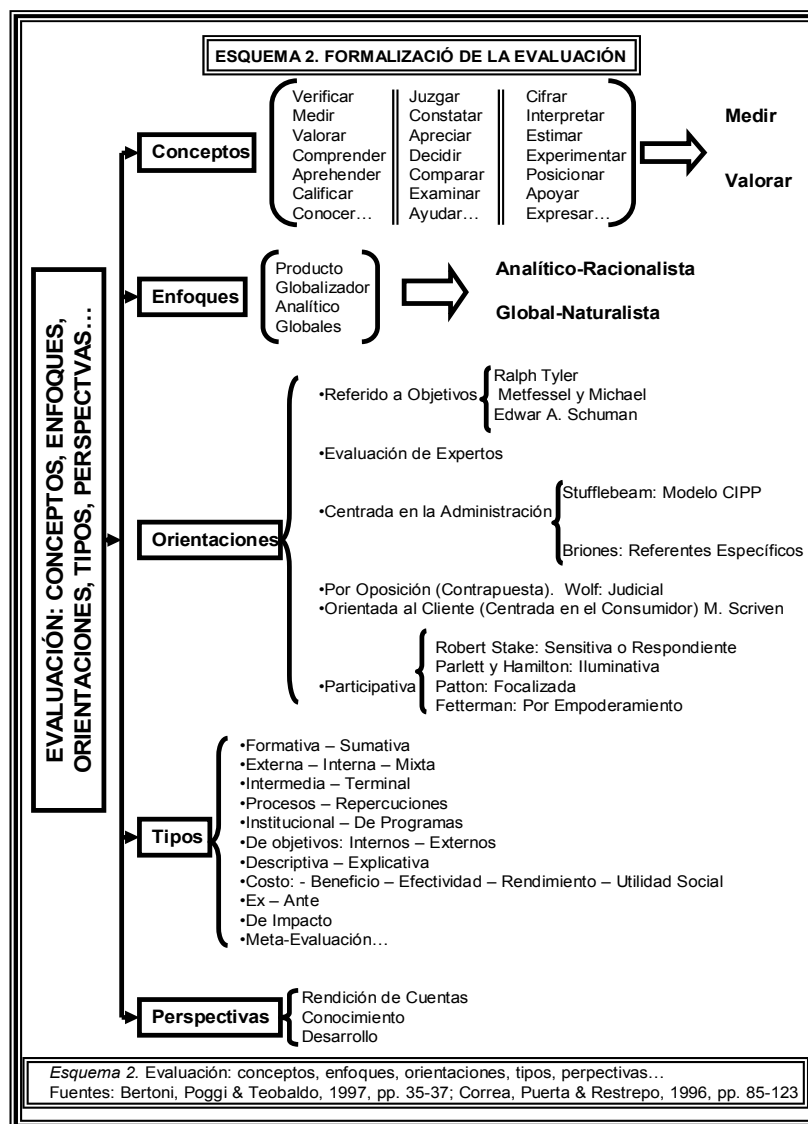 ESQUEMA 2. FORMALIZACIÓ DE LA EVALUACIÓN
EVALUACIÓN: CONCEPTOS, ENFOQUES,
ORIENTACIONES, TIPOS, PERSPECTVAS…
Conceptos
Verificar
Medir
Valorar
Comprender
Aprehender
Calificar
Conocer…
Juzgar
Constatar
Apreciar
Decidir
Comparar
Examinar
Ayudar…
Cifrar
Interpretar
Estimar
Experimentar
Posicionar
Apoyar
Expresar…
Medir
Valorar
Enfoques
Producto
Globalizador
Analítico
Globales
Analítico-Racionalista
Global-Naturalista
Orientaciones
•Referido a Objetivos
Ralph Tyler
Metfessel y Michael
Edwar A. Schuman
•Evaluación de Expertos
•Centrada en la Administración
Stufflebeam: Modelo CIPP
Briones: Referentes Específicos
•Por Oposición (Contrapuesta). Wolf: Judicial
•Orientada al Cliente (Centrada en el Consumidor) M. Scriven
•Participativa
Robert Stake: Sensitiva o Respondiente
Parlett y Hamilton: Iluminativa
Patton: Focalizada
Fetterman: Por Empoderamiento
Tipos
•Formativa – Sumativa
•Externa – Interna – Mixta
•Intermedia – Terminal
•Procesos – Repercuciones
•Institucional – De Programas
•De objetivos: Internos – Externos
•Descriptiva – Explicativa
•Costo: - Beneficio – Efectividad – Rendimiento – Utilidad Social
•Ex – Ante
•De Impacto
•Meta-Evaluación…
Perspectivas
Rendición de Cuentas
Conocimiento
Desarrollo
Esquema 2. Evaluación: conceptos, enfoques, orientaciones, tipos, perpectivas…
Fuentes: Bertoni, Poggi & Teobaldo, 1997, pp. 35-37; Correa, Puerta & Restrepo, 1996, pp. 85-123